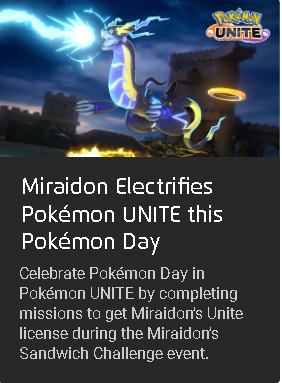 POKÉMON
UNITE
Miraidon Electrifies
Pokémon UNITE this
Pokémon Day
Celebrate Pokémon Day in
Pokémon UNITE by completing
missions to get Miraidon's Unite
license during the Miraidon's
Sandwich Challenge event.